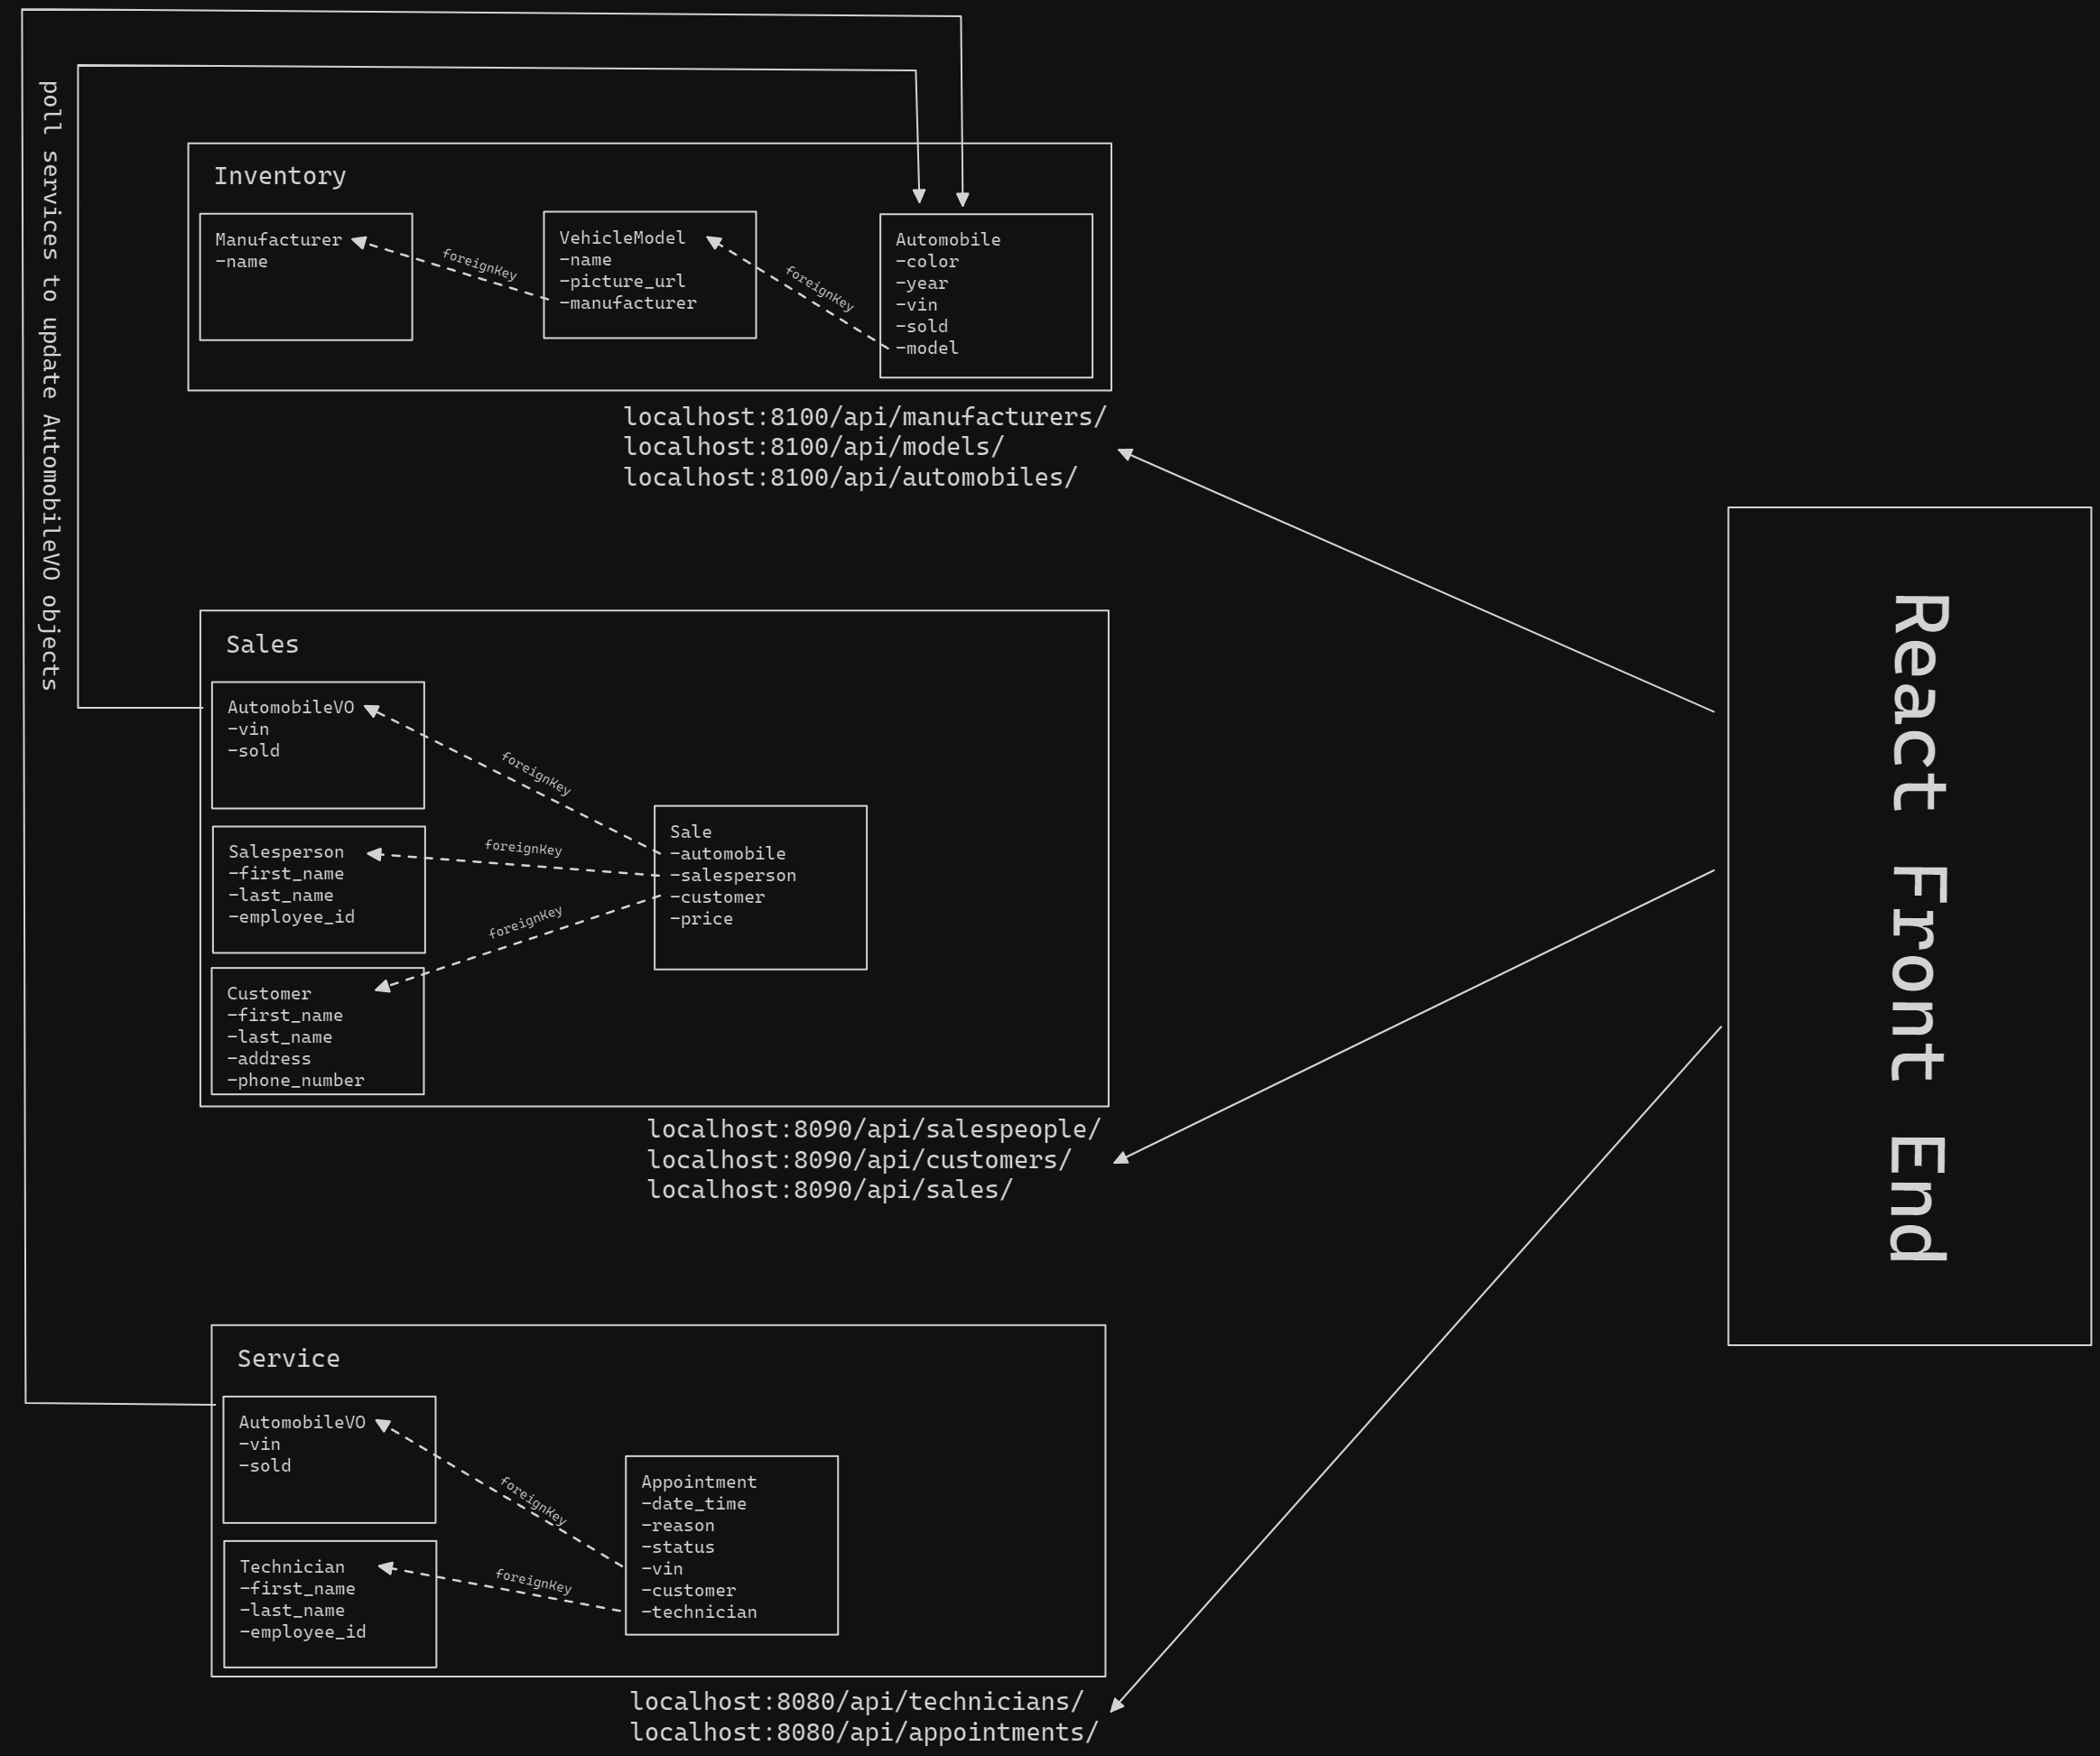 poll services to update AutomobileVO objects
Inventory
Manufacturer
-name
foreignKey
VehicleModel
-name
-picture_url
-manufacturer
foreignKey
Automobile
-color
-year
-vin
-sold
-model
localhost:8100/api/manufacturers/
localhost:8100/api/models/
localhost:8100/api/automobiles/
Sales
AutomobileVO
-vin
-sold
foreignKey
Salesperson
-first_name
-last_name
-employee_id
foreignKey
Customer
-first_name
-last_name
-address
-phone_number
foreignKey
Sale
-automobile
-salesperson
-customer
-price
localhost:8090/api/salespeople/
localhost:8090/api/customers/
localhost:8090/api/sales/
Service
AutomobileVO
-vin
-sold
foreignKey
Technician
-first_name
-last_name
-employee_id
foreignKey
Appointment
-date_time
-reason
-status
-vin
-customer
-technician
localhost:8080/api/technicians/
localhost:8080/api/appointments/
React Front End